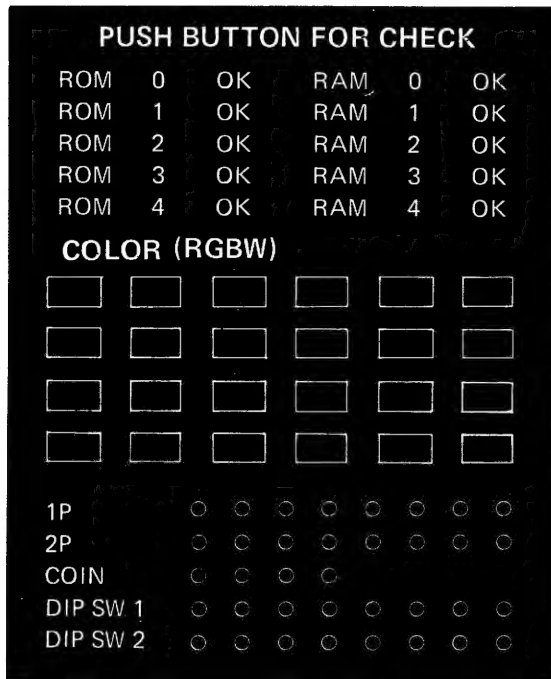 PUSH BUTTON FOR CHECK
ROM 0 OK RAM 0 OK
ROM 1 OK RAM 1 OK
ROM 2 OK RAM 2 OK
ROM 3 OK RAM 3 OK
ROM 4 OK RAM 4 OK
COLOR (RGBW)
1P
2P
COIN
DIP SW 1
DIP SW 2